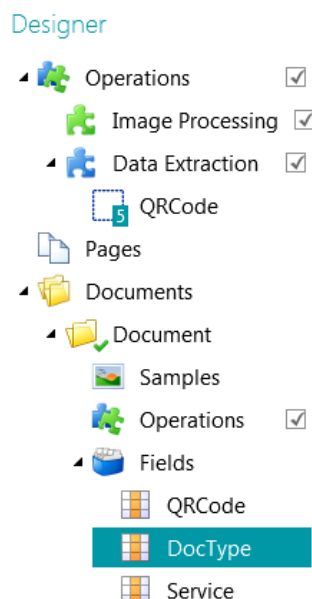 Designer
Operations
Image Processing
Data Extraction
5
QRCode
Pages
Documents
Document
Samples
Operations
Fields
QRCode
DocType
Service